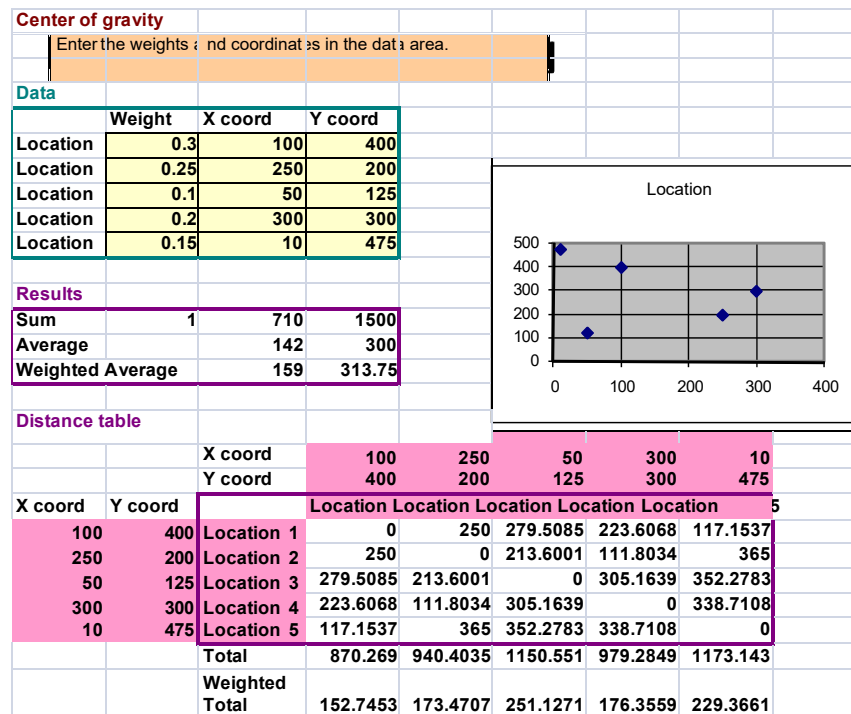 Center of gravity
Enter the weights and coordinates in the data area.
Data
Weight X coord Y coord
Location 0.3 100 400
Location 0.25 250 200
Location 0.1 50 125
Location 0.2 300 300
Location 0.15 10 475
Location
500
400
300
200
100
0
0 100 200 300 400
Results
Sum 1 710 1500
Average 142 300
Weighted Average 159 313.75
Distance table
X coord 100 250 50 300 10
Y coord 400 200 125 300 475
X coord Y coord Location Location Location Location Location 5
100 400 Location 1 0 250 279.5085 223.6068 117.1537
250 200 Location 2 250 0 213.6001 111.8034 365
50 125 Location 3 279.5085 213.6001 0 305.1639 352.2783
300 300 Location 4 223.6068 111.8034 305.1639 0 338.7108
10 475 Location 5 117.1537 365 352.2783 338.7108 0
Total 870.269 940.4035 1150.551 979.2849 1173.143
Weighted
Total 152.7453 173.4707 251.1271 176.3559 229.3661